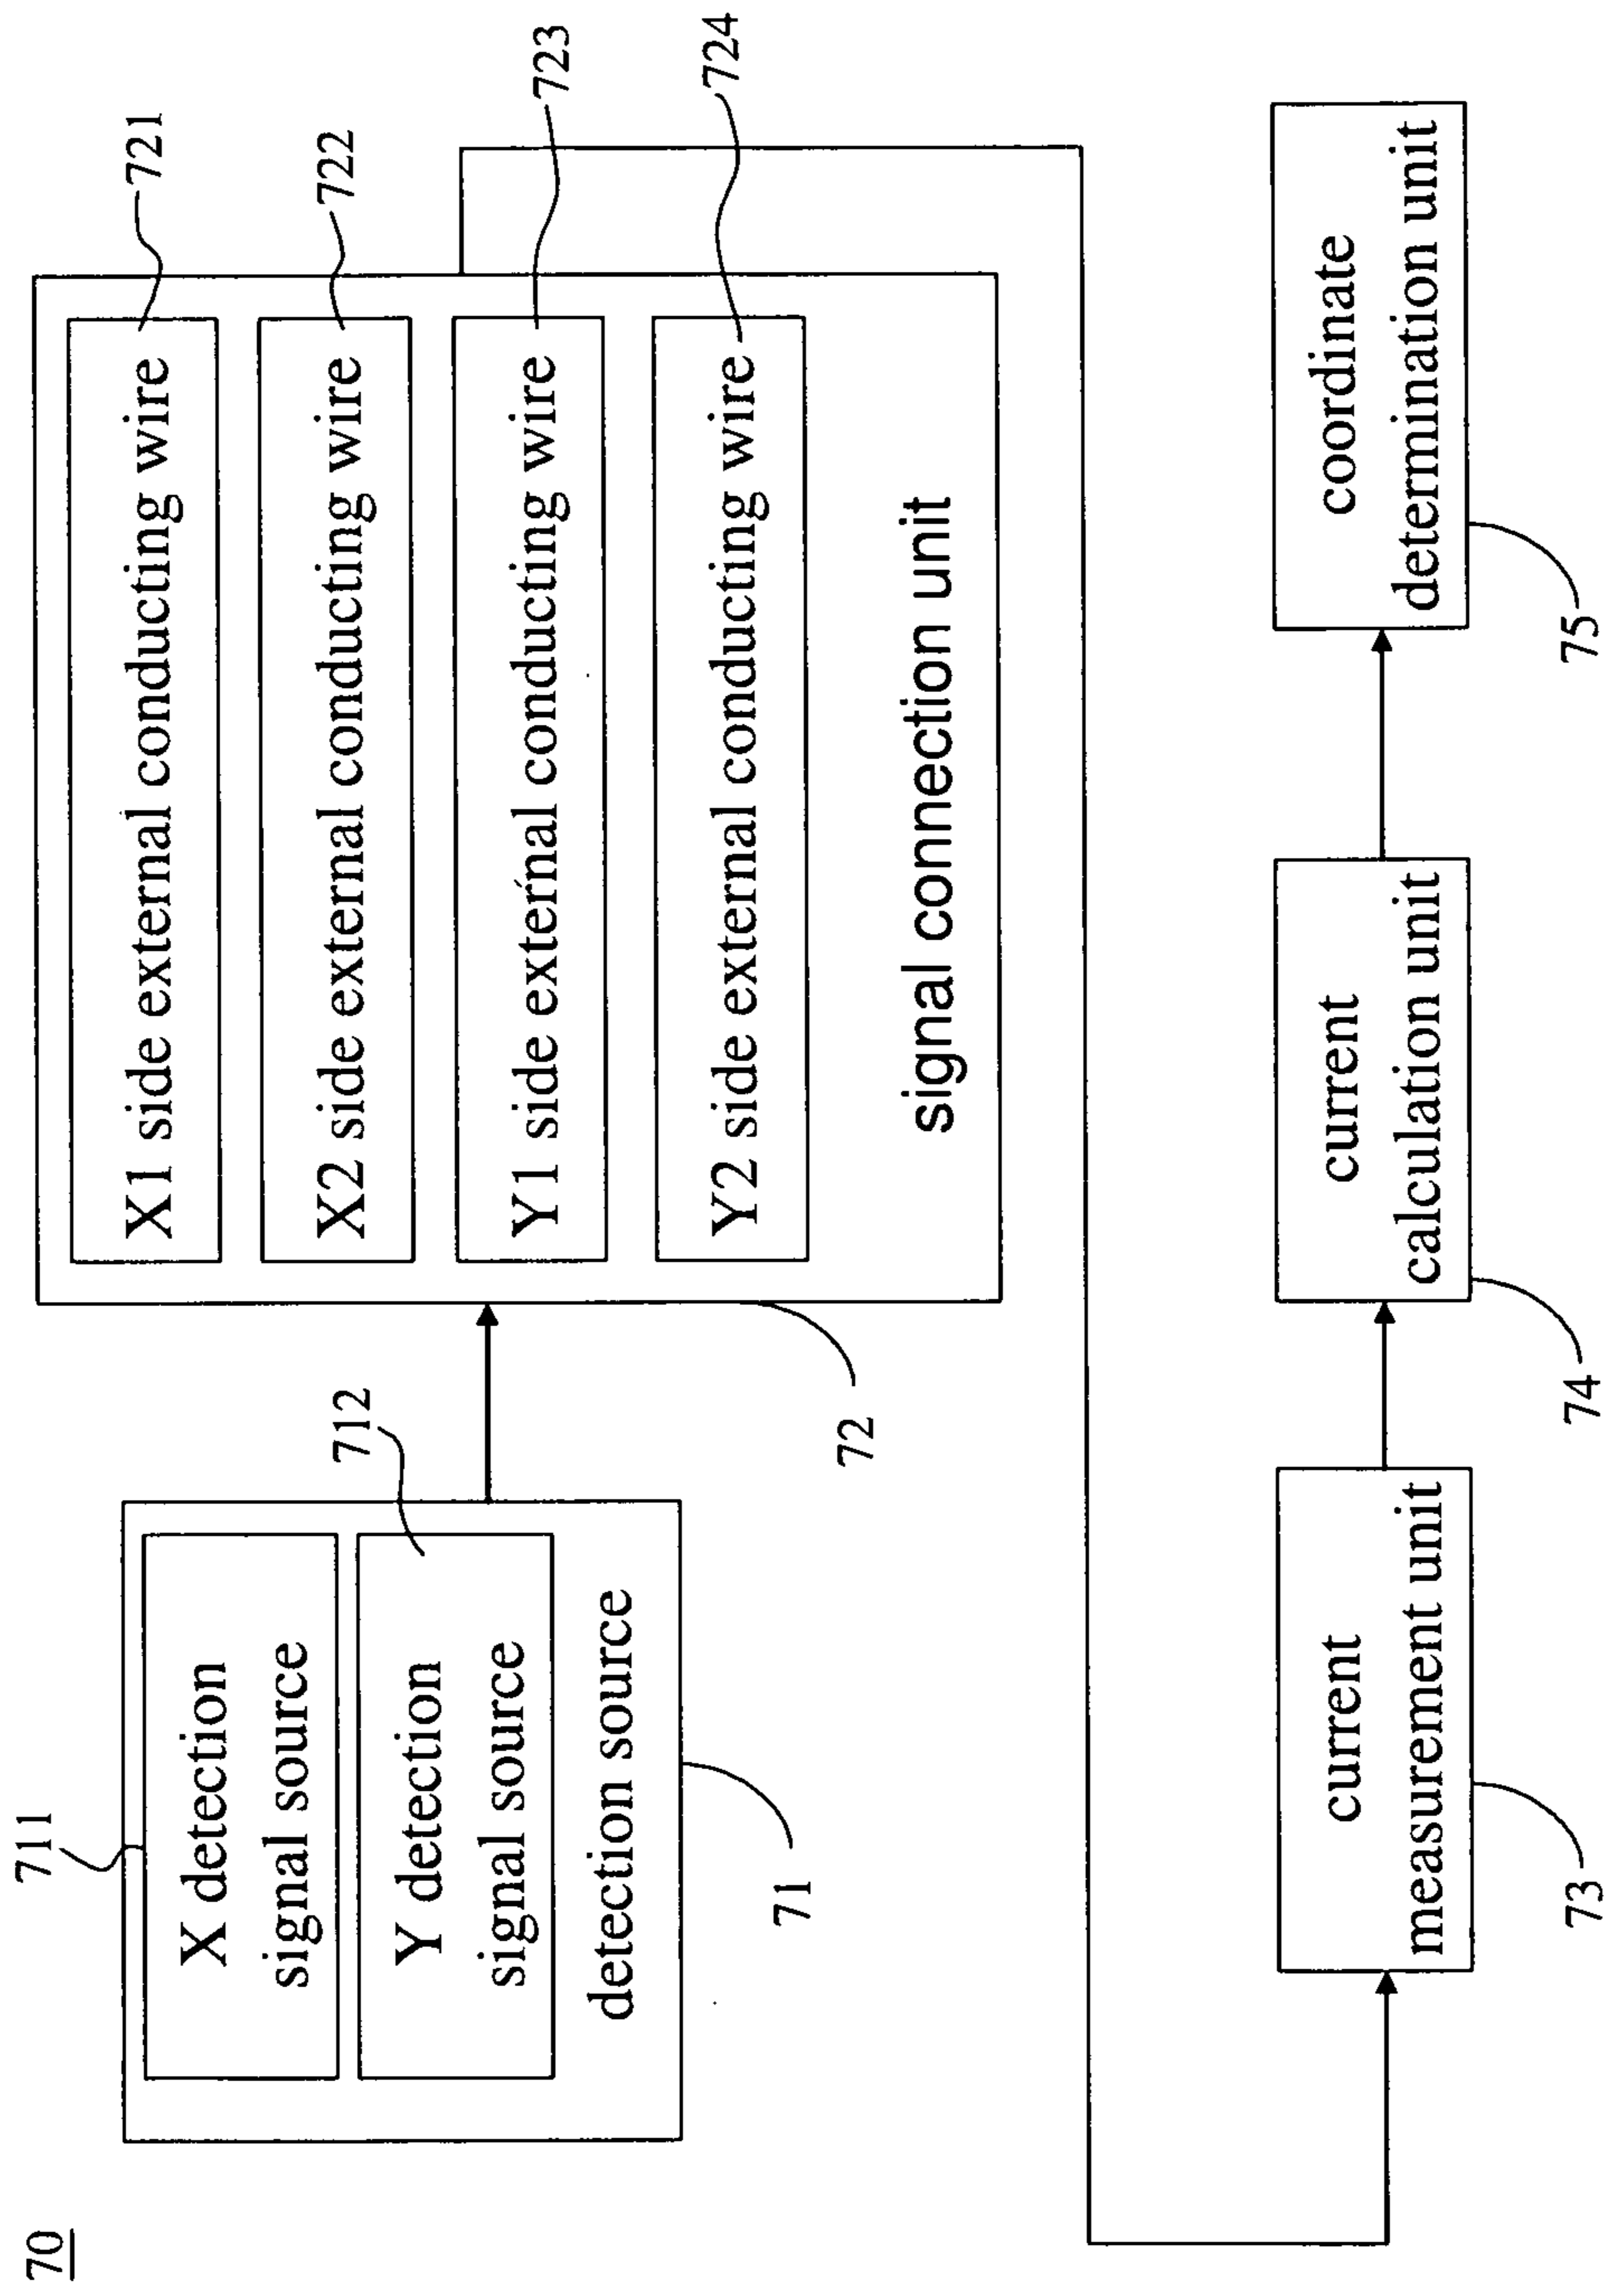 70
711
X detection
signal source
712
Y detection
signal source
detection source
71
721
X1 side external conducting wire
722
X2 side external conducting wire
723
Y1 side external conducting wire
724
Y2 side external conducting wire
signal connection unit
72
current
measurement unit
73
current
calculation unit
74
coordinate
determination unit
75